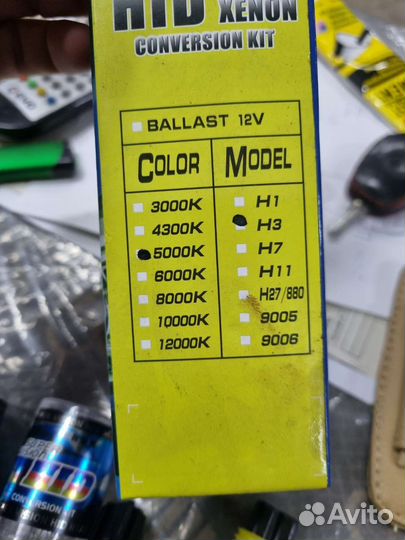 HID XENON
CONVERSION KIT
BALLAST 12V
COLOR MODEL
3000K H1
4300K H3
5000K H7
6000K H11
8000K H27/880
10000K 9005
12000K 9006
HID
CONVERSION KIT
Avito